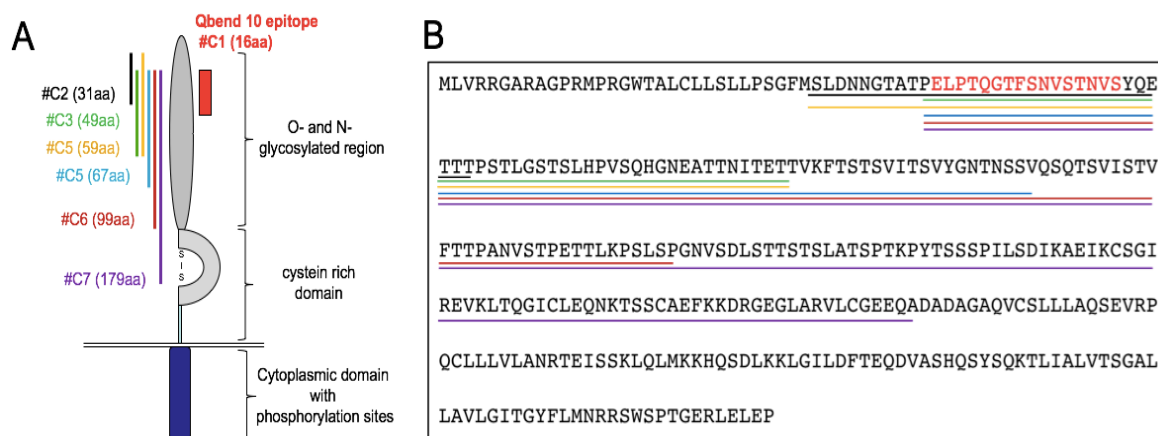 A
Qbend 10 epitope
#C1 (16aa)
#C2 (31aa)
#C3 (49aa)
#C5 (59aa)
#C5 (67aa)
#C6 (99aa)
#C7 (179aa)
O- and N-
glycosylated region
S
I
S
cystein rich
domain
Cytoplasmic domain
with
phosphorylation sites
B
MLVRRGARAGPRMPRGWTALCLLSLLPSGFMSLDNNGTATPELPTQGTFSNVSTNVSYQE
TTTPSTLGSTSLHPVSQHGNEATTNITETTVKFTSTSVITSVYGNTNSSVQSQTSVISTV
FTTPANVSTPETTLKPSLSPGNVSDLSTTSTSLATSPTKPYTSSSPILSDIKAEIKCSGI
REVKLTQGICLEQNKTSSCAEFKKDRGEGLARVLCGEEQADADAGAQVCSLLLAQSEVRP
QCLLLVLANRTEISSKLQLMKKHQSDLKKLGILDFTEQDVASHQSYSQKTLIALVTSGAL
LAVLGITGYFLMNRRSWSPTGERLELEP